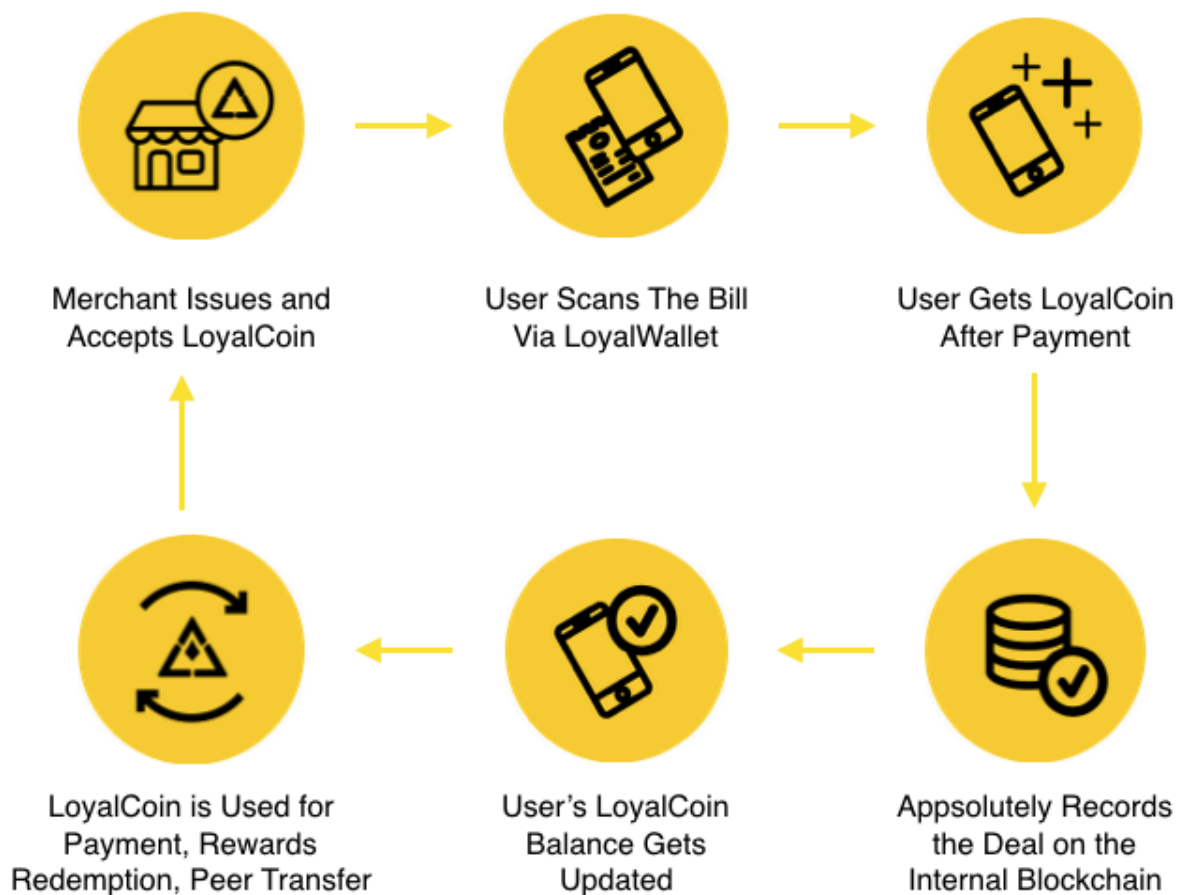 Merchant Issues and
Accepts LoyalCoin
User Scans The Bill
Via LoyalWallet
User Gets LoyalCoin
After Payment
Appsolutely Records
the Deal on the
Internal Blockchain
User’s LoyalCoin
Balance Gets
Updated
LoyalCoin is Used for
Payment, Rewards
Redemption, Peer Transfer